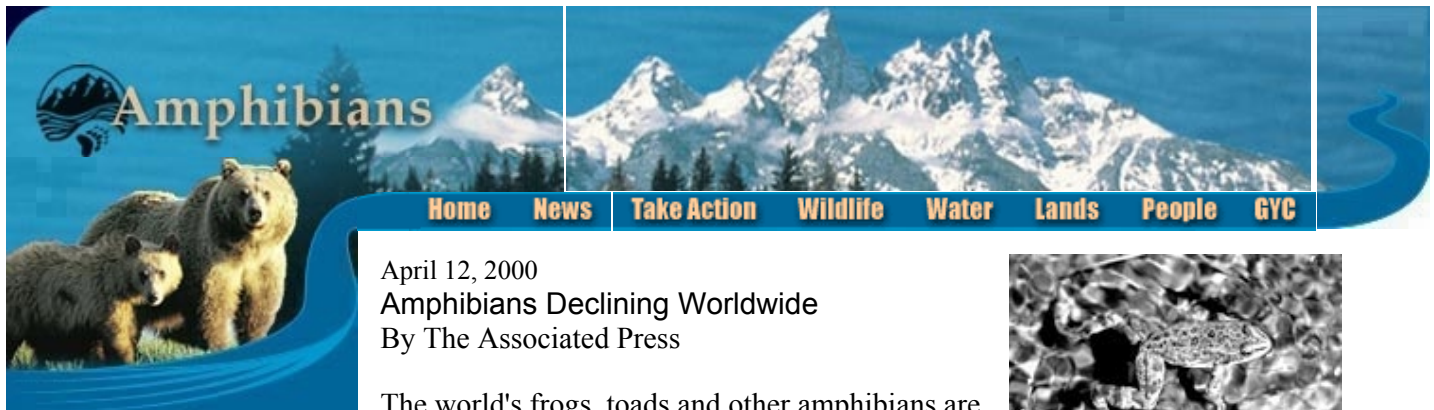 Amphibians
Home News Take Action Wildlife Water Lands People GYC
April 12, 2000
Amphibians Declining Worldwide
By The Associated Press
The world's frogs, toads and other amphibians are